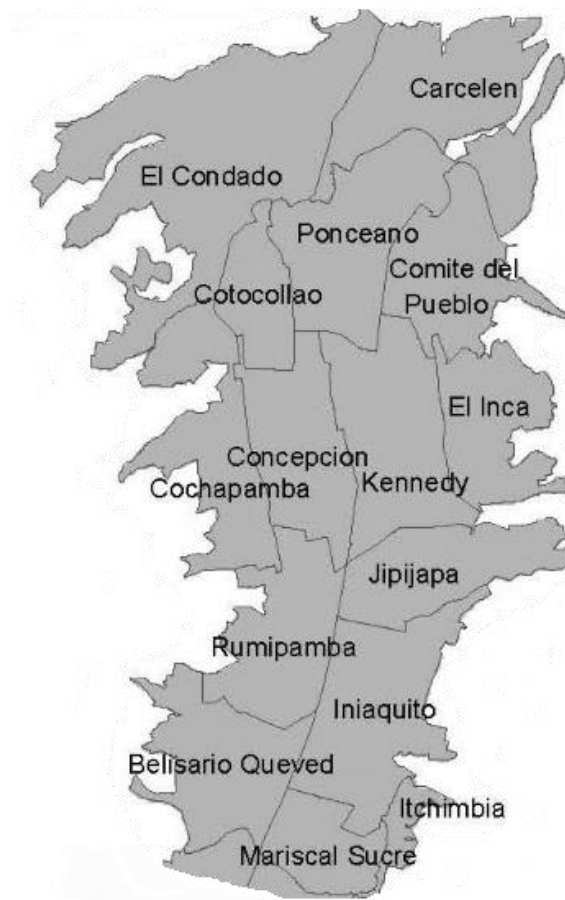 Carcelen
El Condado
Ponceano
Comite del
Pueblo
Cotocollao
El Inca
Concepcion
Kennedy
Cochapamba
Jipijapa
Rumipamba
Iniaquito
Belisario Queved
Itchimbia
Mariscal Sucre